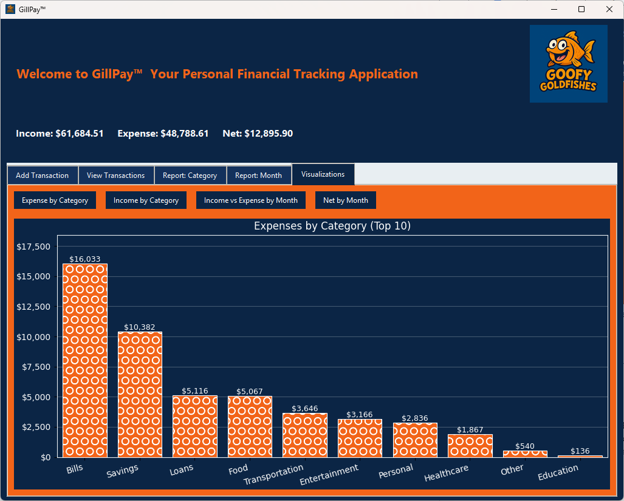 GillPay™
GOOFY
GOLDFISHES
Welcome to GillPay™ Your Personal Financial Tracking Application
Income: $61,684.51 Expense: $48,788.61 Net: $12,895.90
Add Transaction View Transactions Report: Category Report: Month Visualizations
Expense by Category Income by Category Income vs Expense by Month Net by Month
Expenses by Category (Top 10)
$17,500
$15,000
$12,500
$10,000
$7,500
$5,000
$2,500
$0
$16,033
$10,382
$5,116
$5,067
$3,646
$3,166
$2,836
$1,867
$540
$136
Bills
Savings
Loans
Food
Transportation
Entertainment
Personal
Healthcare
Other
Education